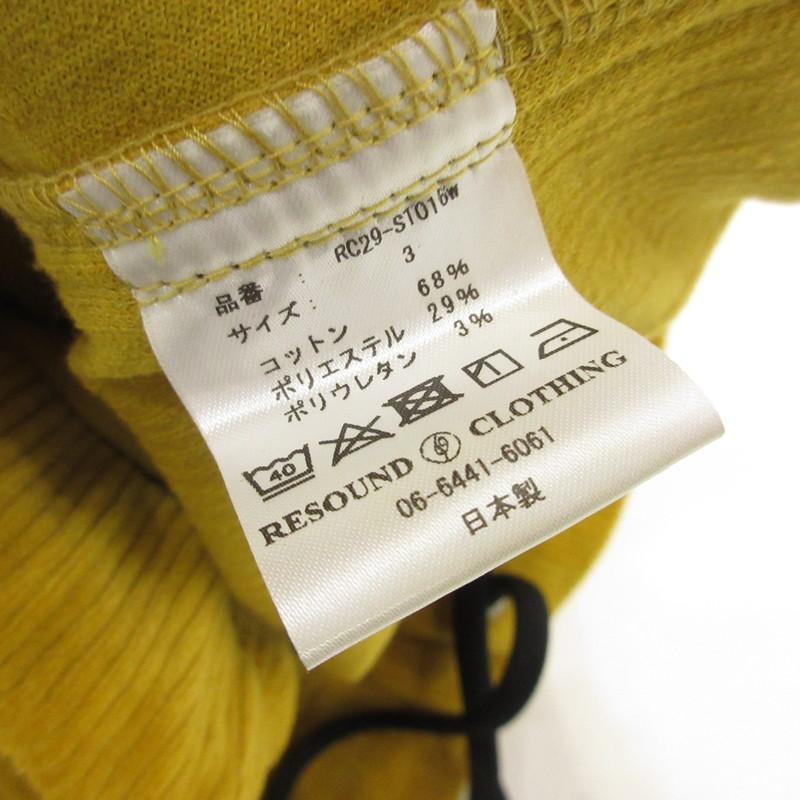 品番 : RC29-ST016w
サイズ : 3
コットン 68%
ポリエステル 29%
ポリウレタン 3%
40 1
RESOUND CLOTHING
06-6441-6061
日本製